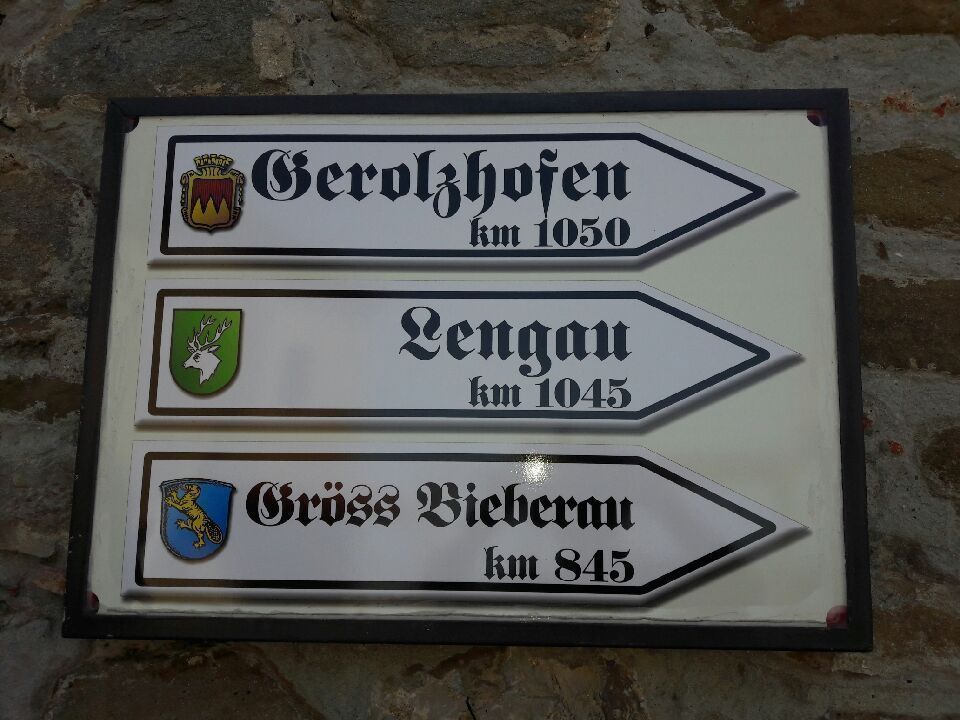 Gerolzhofen
km 1050
Lengau
km 1045
Gröss Bieberau
km 845